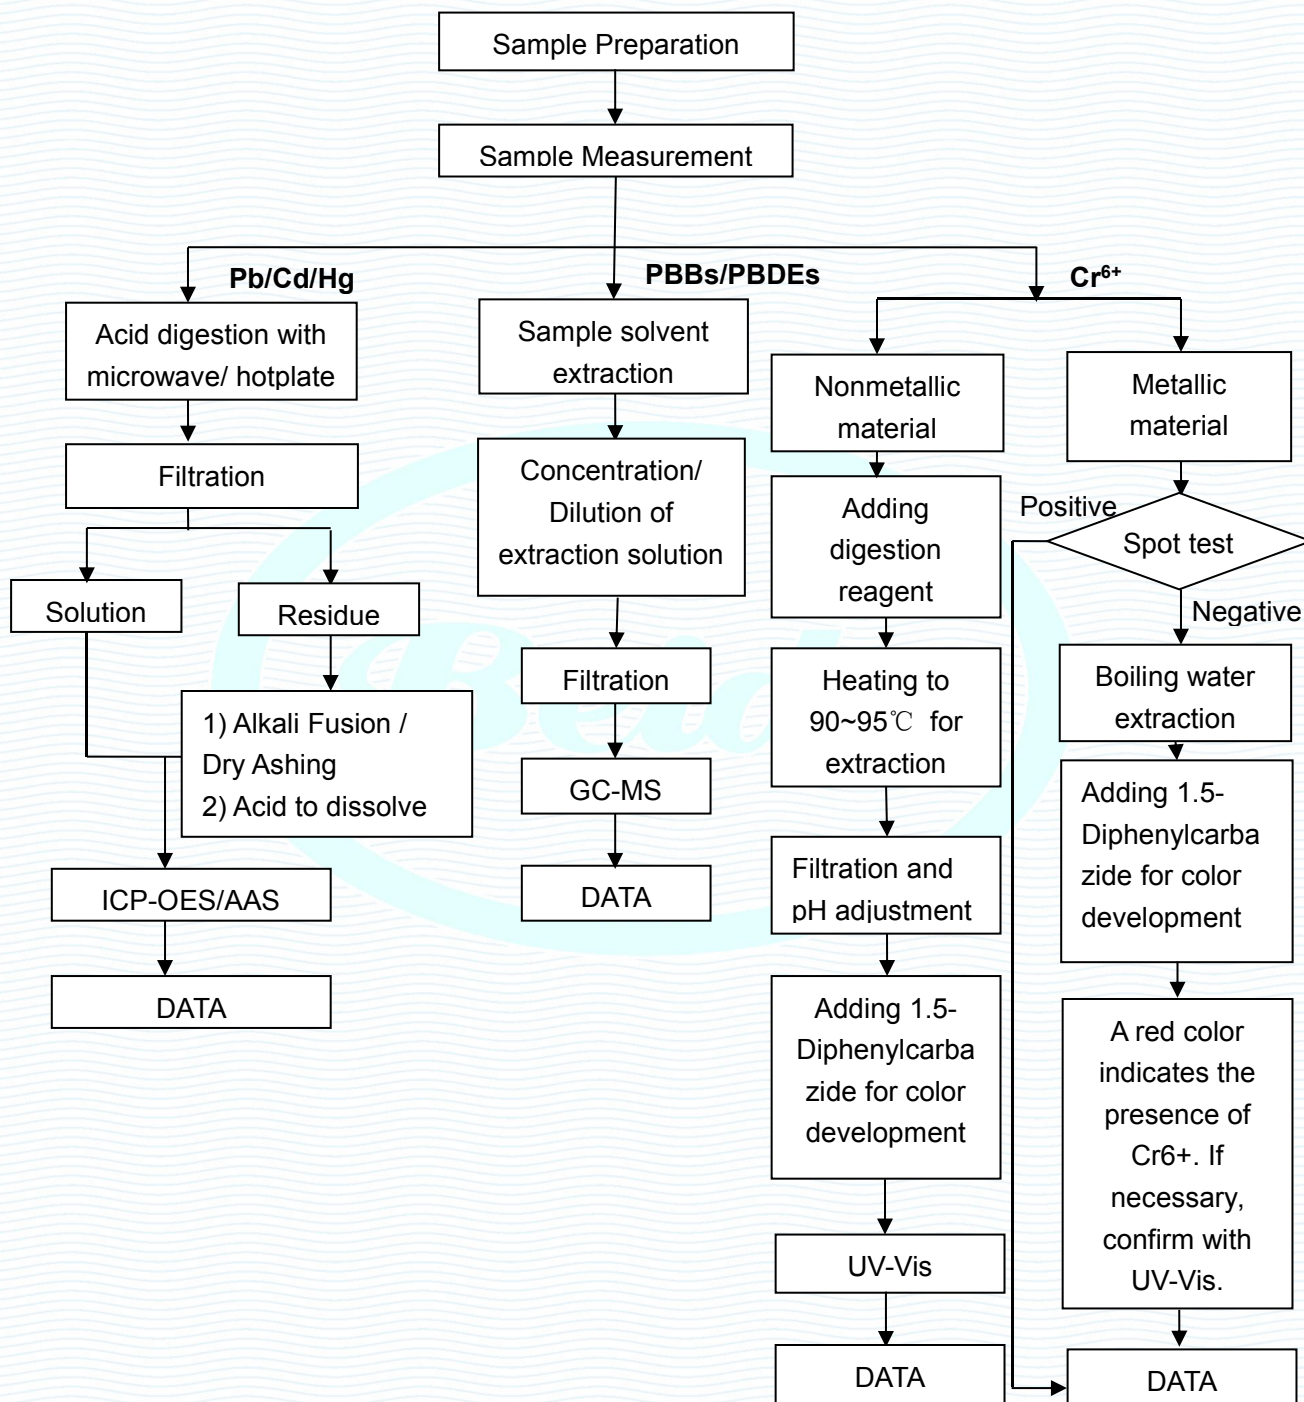 Sample Preparation
Sample Measurement
Pb/Cd/Hg
PBBs/PBDEs
Cr⁶⁺
Acid digestion with
microwave/ hotplate
Filtration
Solution
Residue
1) Alkali Fusion /
Dry Ashing
2) Acid to dissolve
ICP-OES/AAS
DATA
Sample solvent
extraction
Concentration/
Dilution of
extraction solution
Filtration
GC-MS
DATA
Nonmetallic
material
Adding
digestion
reagent
Heating to
90~95℃ for
extraction
Filtration and
pH adjustment
Adding 1.5-
Diphenylcarba
zide for color
development
UV-Vis
DATA
Metallic
material
Positive
Spot test
Negative
Boiling water
extraction
Adding 1.5-
Diphenylcarba
zide for color
development
A red color
indicates the
presence of
Cr6+. If
necessary,
confirm with
UV-Vis.
DATA